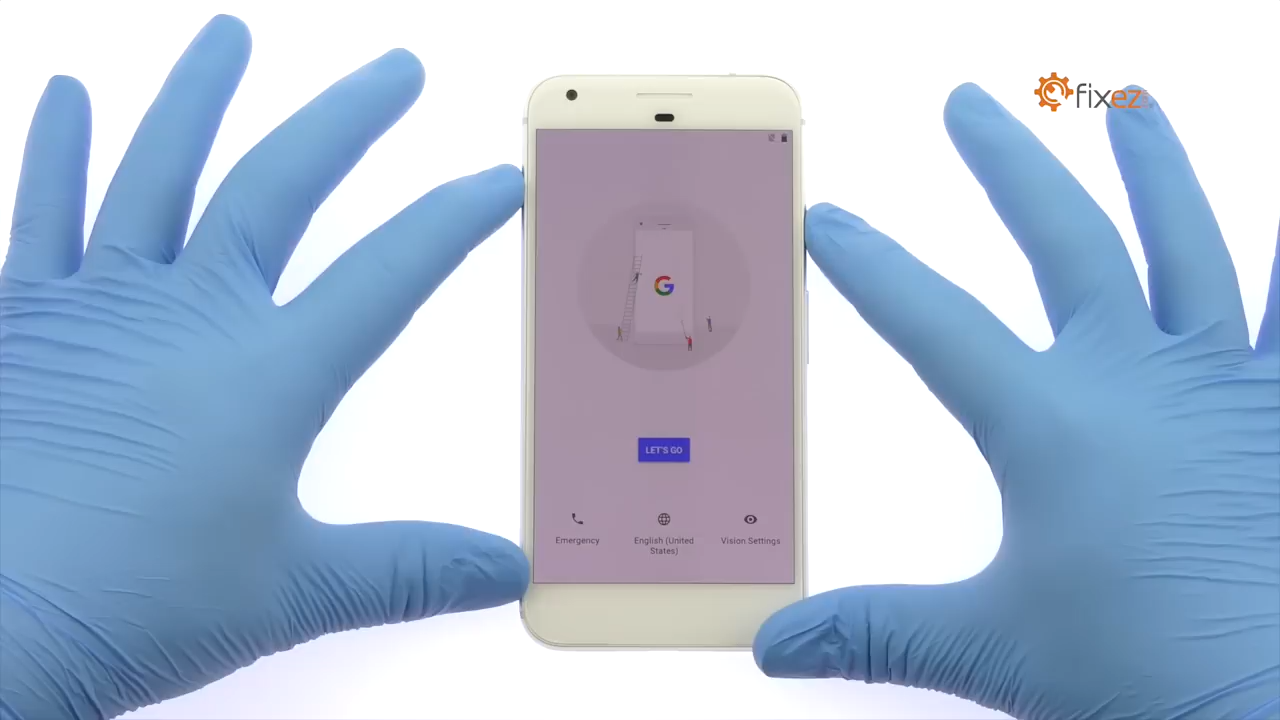 fixez
G
LET'S GO
Emergency
English (United
States)
Vision Settings